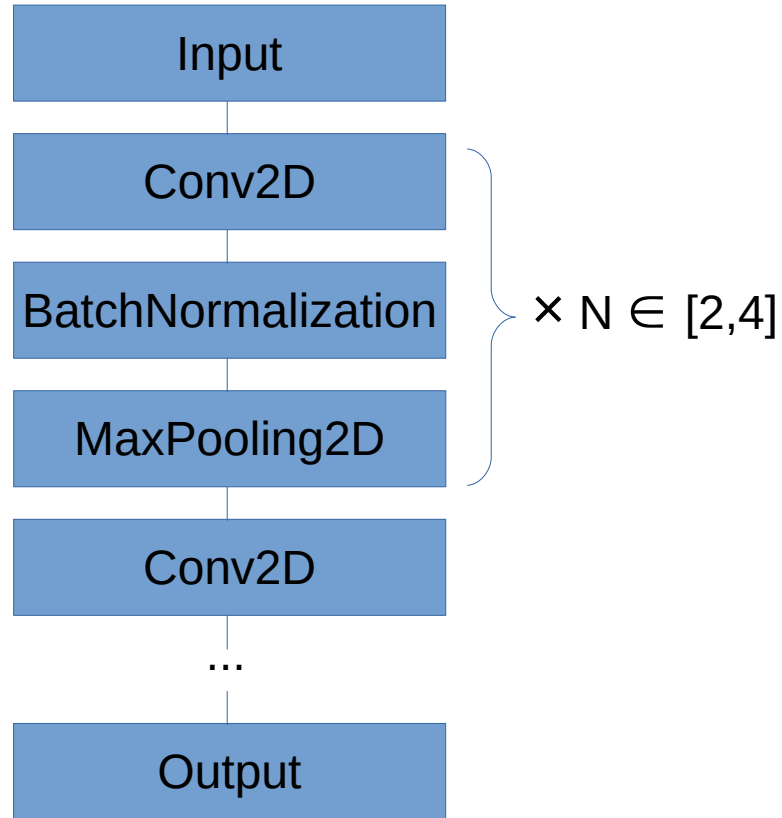 Input
Conv2D
BatchNormalization
× N ∈ [2,4]
MaxPooling2D
Conv2D
...
Output